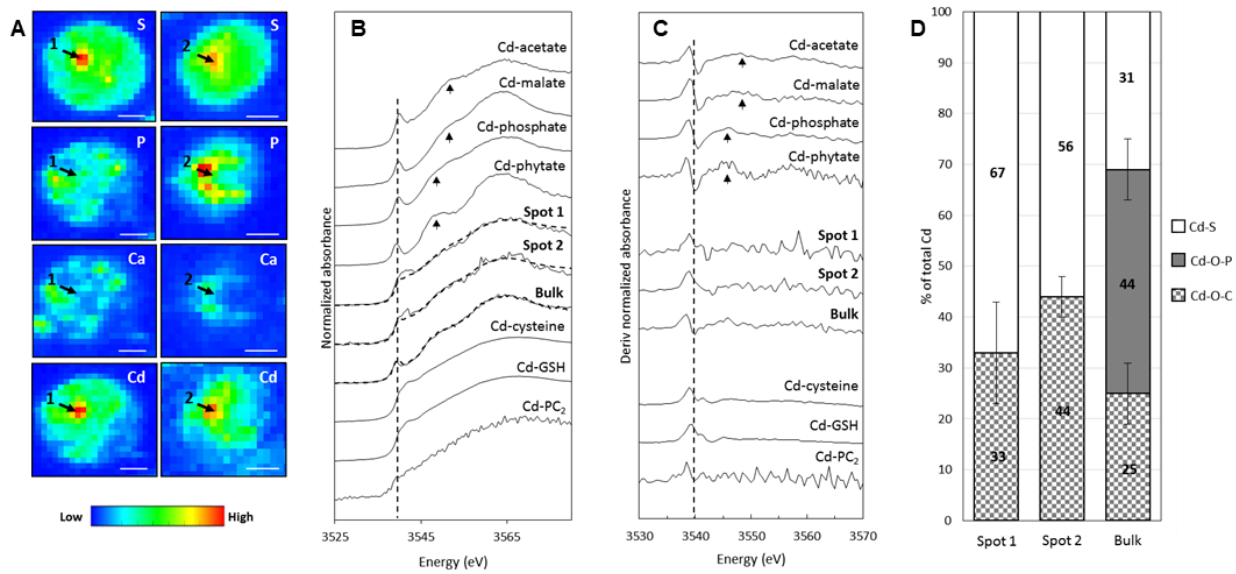 A
S
1
S
2
P
1
P
2
Ca
1
Ca
2
Cd
1
Cd
2
Low
High
B
Normalized absorbance
Cd-acetate
Cd-malate
Cd-phosphate
Cd-phytate
Spot 1
Spot 2
Bulk
Cd-cysteine
Cd-GSH
Cd-PC₂
3525
3545
3565
Energy (eV)
C
Deriv normalized absorbance
Cd-acetate
Cd-malate
Cd-phosphate
Cd-phytate
Spot 1
Spot 2
Bulk
Cd-cysteine
Cd-GSH
Cd-PC₂
3530
3540
3550
3560
3570
Energy (eV)
D
% of total Cd
100
90
80
70
60
50
40
30
20
10
0
67
33
56
44
31
44
25
Spot 1
Spot 2
Bulk
Cd-S
Cd-O-P
Cd-O-C